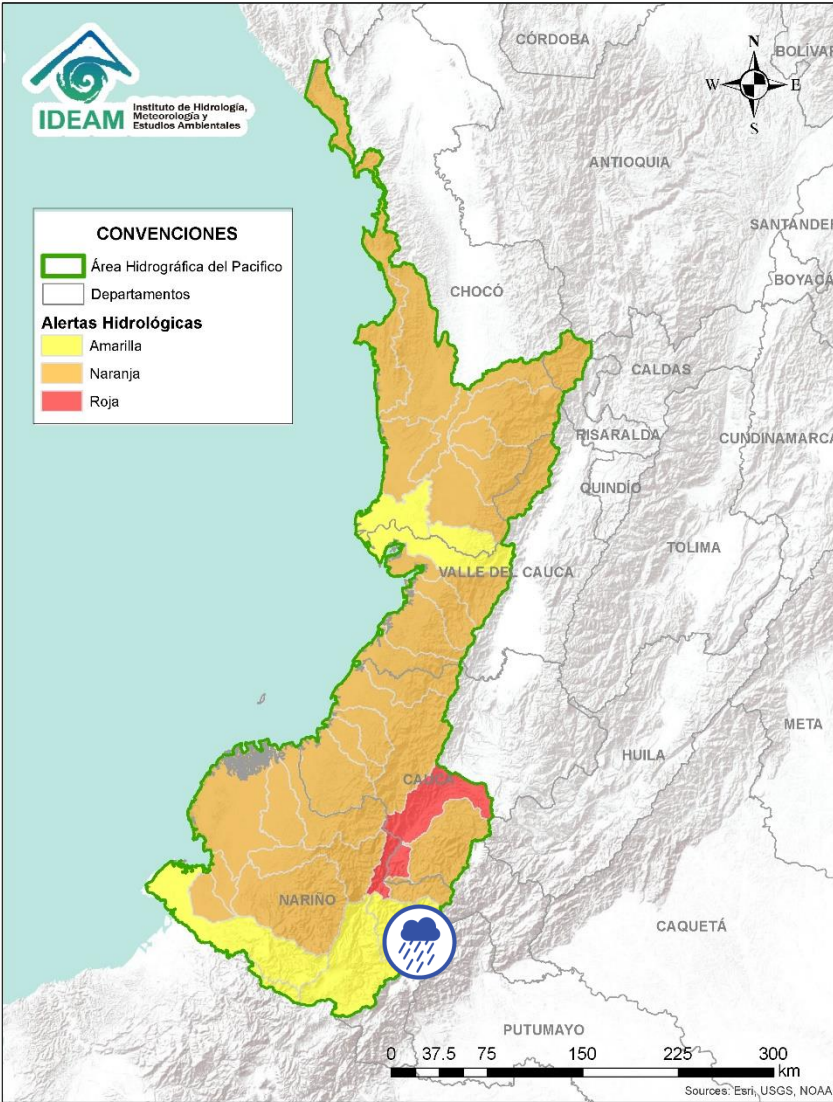 IDEAM
Instituto de Hidrología,
Meteorología y
Estudios Ambientales
CÓRDOBA
BOLÍVAR
N
W
E
S
ANTIOQUIA
SANTANDER
BOYACÁ
CONVENCIONES
Área Hidrográfica del Pacifico
Departamentos
Alertas Hidrológicas
Amarilla
Naranja
Roja
CHOCÓ
CALDAS
RISARALDA
CUNDINAMARCA
QUINDÍO
TOLIMA
VALLE DEL CAUCA
META
HUILA
CAUCA
NARIÑO
CAQUETÁ
PUTUMAYO
0 37.5 75 150 225 300
km
Sources: Esri, USGS, NOAA